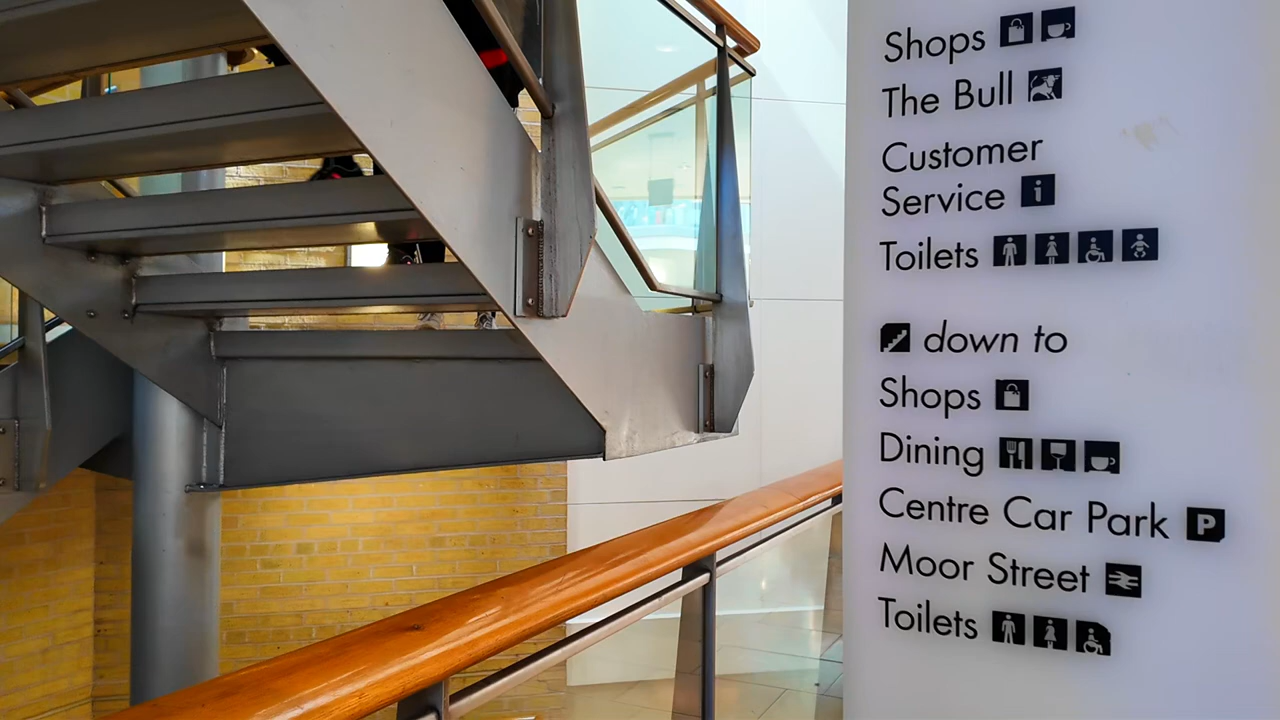 Shops
The Bull
Customer
Service i
Toilets
down to
Shops
Dining
Centre Car Park P
Moor Street
Toilets